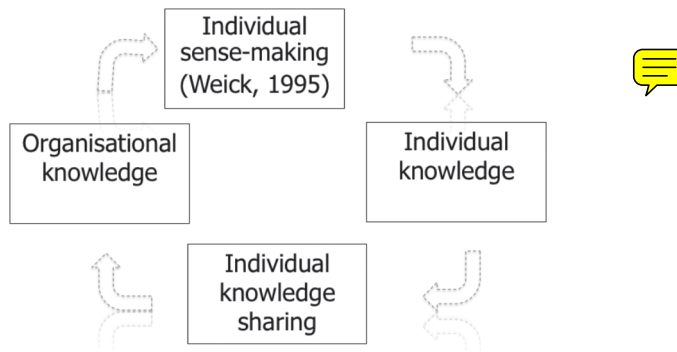 Individual
sense-making
(Weick, 1995)
Organisational
knowledge
Individual
knowledge
Individual
knowledge
sharing